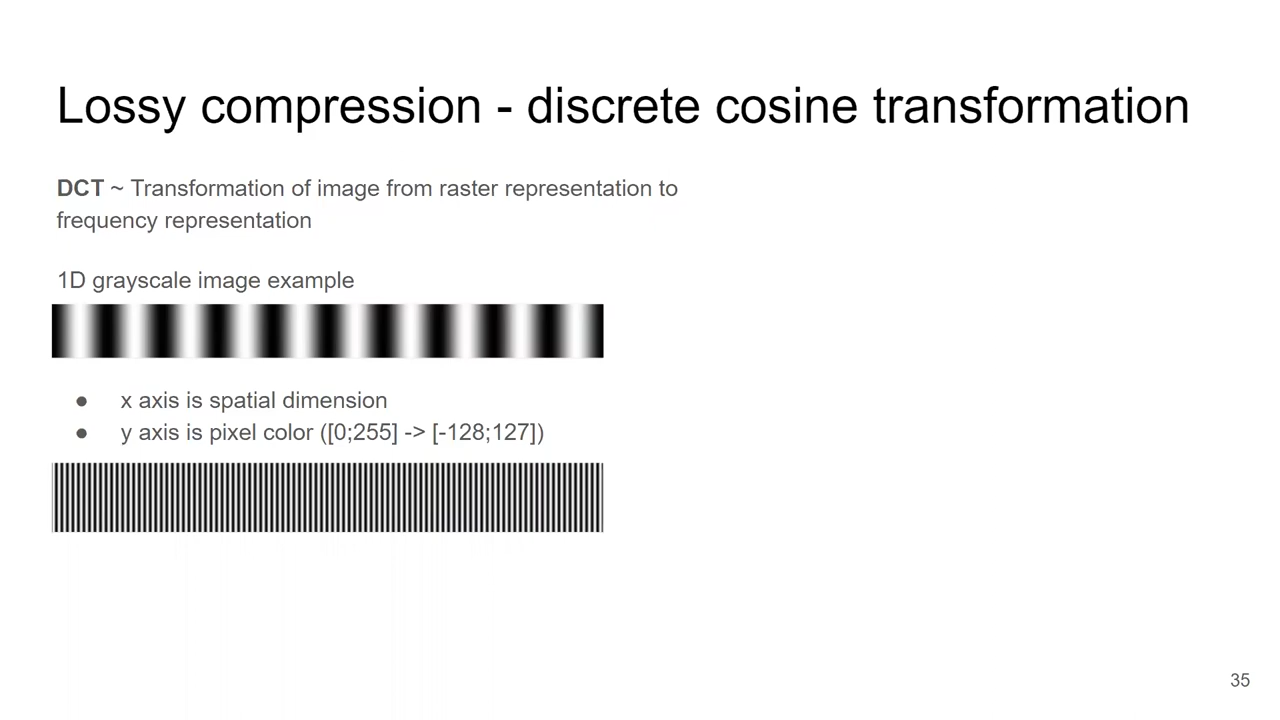 Lossy compression - discrete cosine transformation
DCT ~ Transformation of image from raster representation to
frequency representation
1D grayscale image example
● x axis is spatial dimension
● y axis is pixel color ([0;255] -> [-128;127])
35